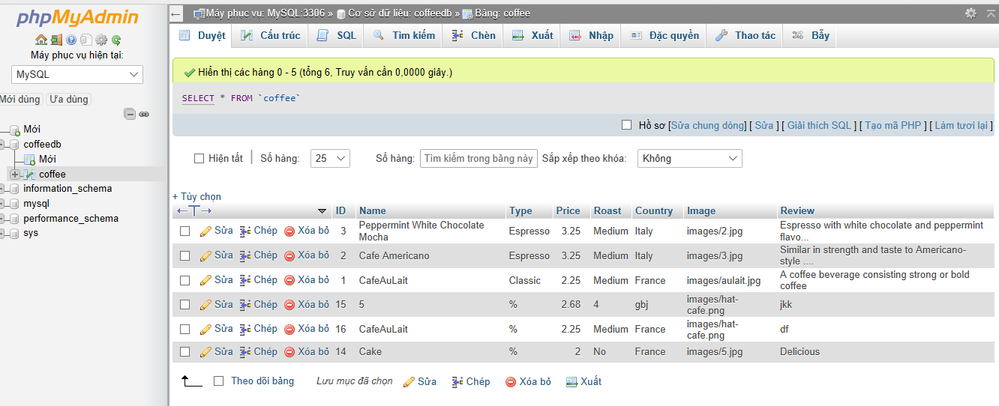 phpMyAdmin
Máy phục vụ hiện tại:
MySQL
Mới dùng Ưa dùng
Mới
coffeedb
Mới
coffee
information_schema
mysql
performance_schema
sys
Máy phục vụ: MySQL:3306 » Cơ sở dữ liệu: coffeedb » Bảng: coffee
Duyệt Cấu trúc SQL Tìm kiếm Chèn Xuất Nhập Đặc quyền Thao tác Bẫy
Hiển thị các hàng 0 - 5 (tổng 6, Truy vấn cần 0,0000 giây.)
SELECT * FROM `coffee`
Hồ sơ [Sửa chung dòng] [ Sửa ] [ Giải thích SQL ] [ Tạo mã PHP ] [ Làm tươi lại ]
Hiện tất | Số hàng: 25 Số hàng: Tìm kiếm trong bảng này Sắp xếp theo khóa: Không
+ Tùy chọn
←T→ ID Name Type Price Roast Country Image Review
Sửa Chép Xóa bỏ 3 Peppermint White Chocolate Mocha Espresso 3.25 Medium Italy images/2.jpg Espresso with white chocolate and peppermint flavo...
Sửa Chép Xóa bỏ 2 Cafe Americano Espresso 3.25 Medium Italy images/3.jpg Similar in strength and taste to Americano-style ....
Sửa Chép Xóa bỏ 1 CafeAuLait Classic 2.25 Medium France images/aulait.jpg A coffee beverage consisting strong or bold coffee
Sửa Chép Xóa bỏ 15 5 % 2.68 4 gbj images/hat-cafe.png jkk
Sửa Chép Xóa bỏ 16 CafeAuLait % 2.25 Medium France images/hat-cafe.png df
Sửa Chép Xóa bỏ 14 Cake % 2 No France images/5.jpg Delicious
Theo dõi bảng Lưu mục đã chọn Sửa Chép Xóa bỏ Xuất